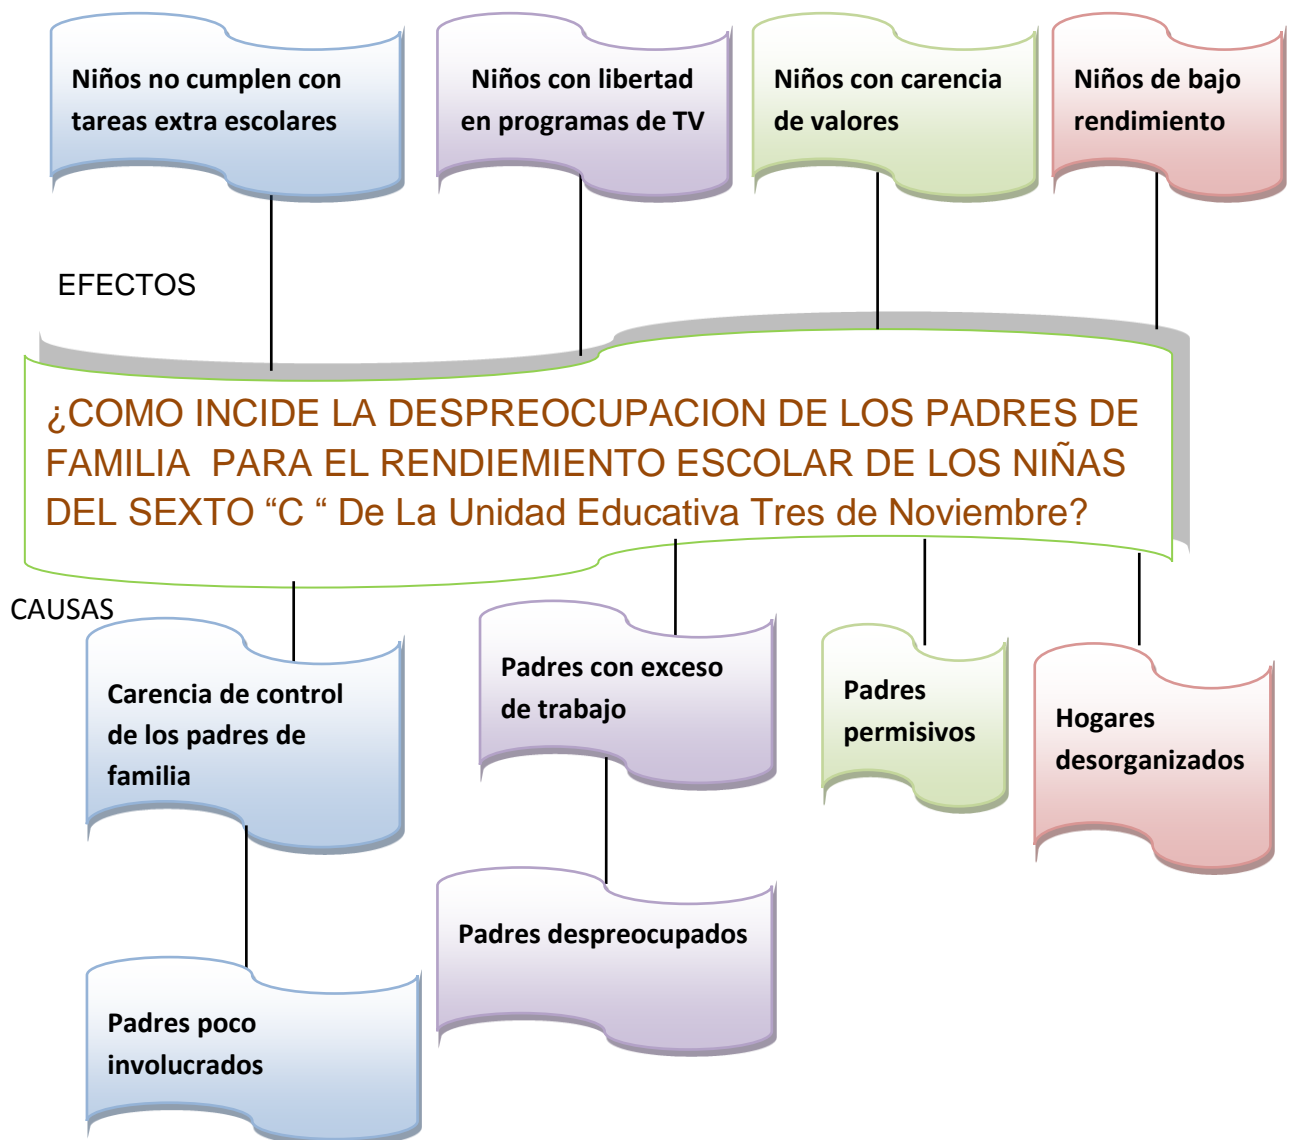 Niños no cumplen con
tareas extra escolares
Niños con libertad
en programas de TV
Niños con carencia
de valores
Niños de bajo
rendimiento
EFECTOS
¿COMO INCIDE LA DESPREOCUPACION DE LOS PADRES DE
FAMILIA PARA EL RENDIEMIENTO ESCOLAR DE LOS NIÑAS
DEL SEXTO “C “ De La Unidad Educativa Tres de Noviembre?
CAUSAS
Carencia de control
de los padres de
familia
Padres con exceso
de trabajo
Padres
permisivos
Hogares
desorganizados
Padres despreocupados
Padres poco
involucrados